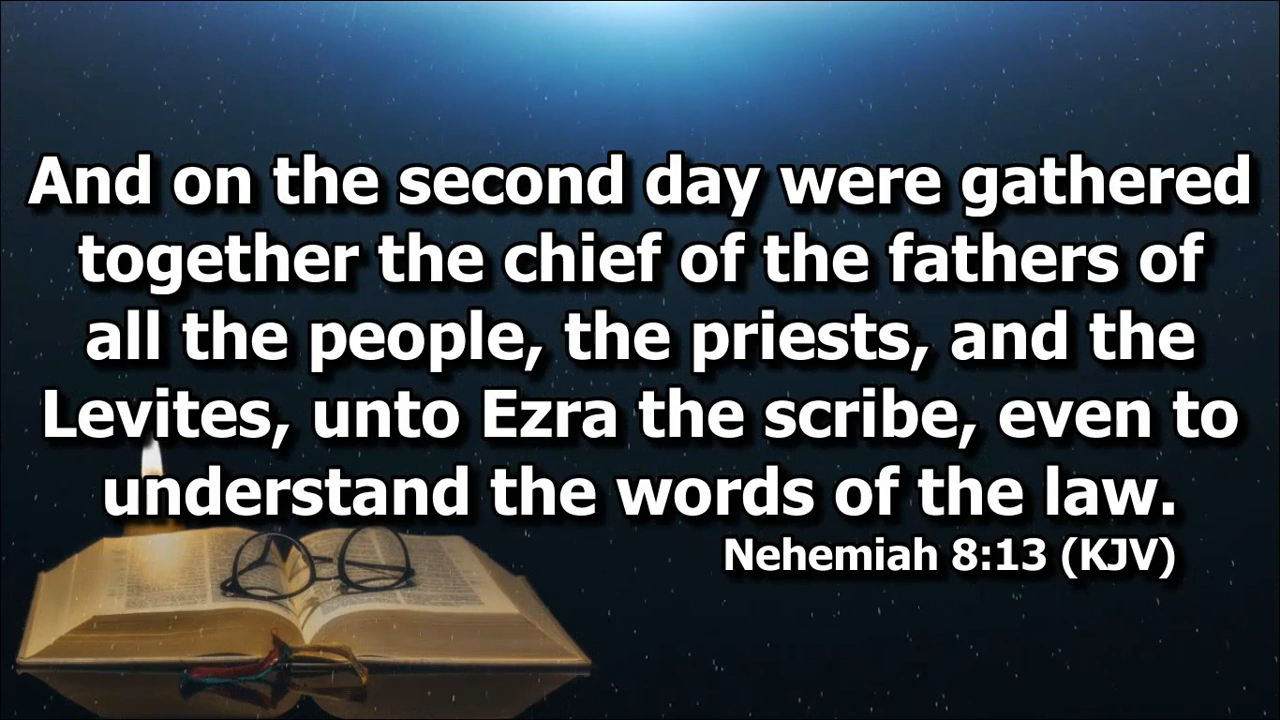 And on the second day were gathered
together the chief of the fathers of
all the people, the priests, and the
Levites, unto Ezra the scribe, even to
understand the words of the law.
Nehemiah 8:13 (KJV)